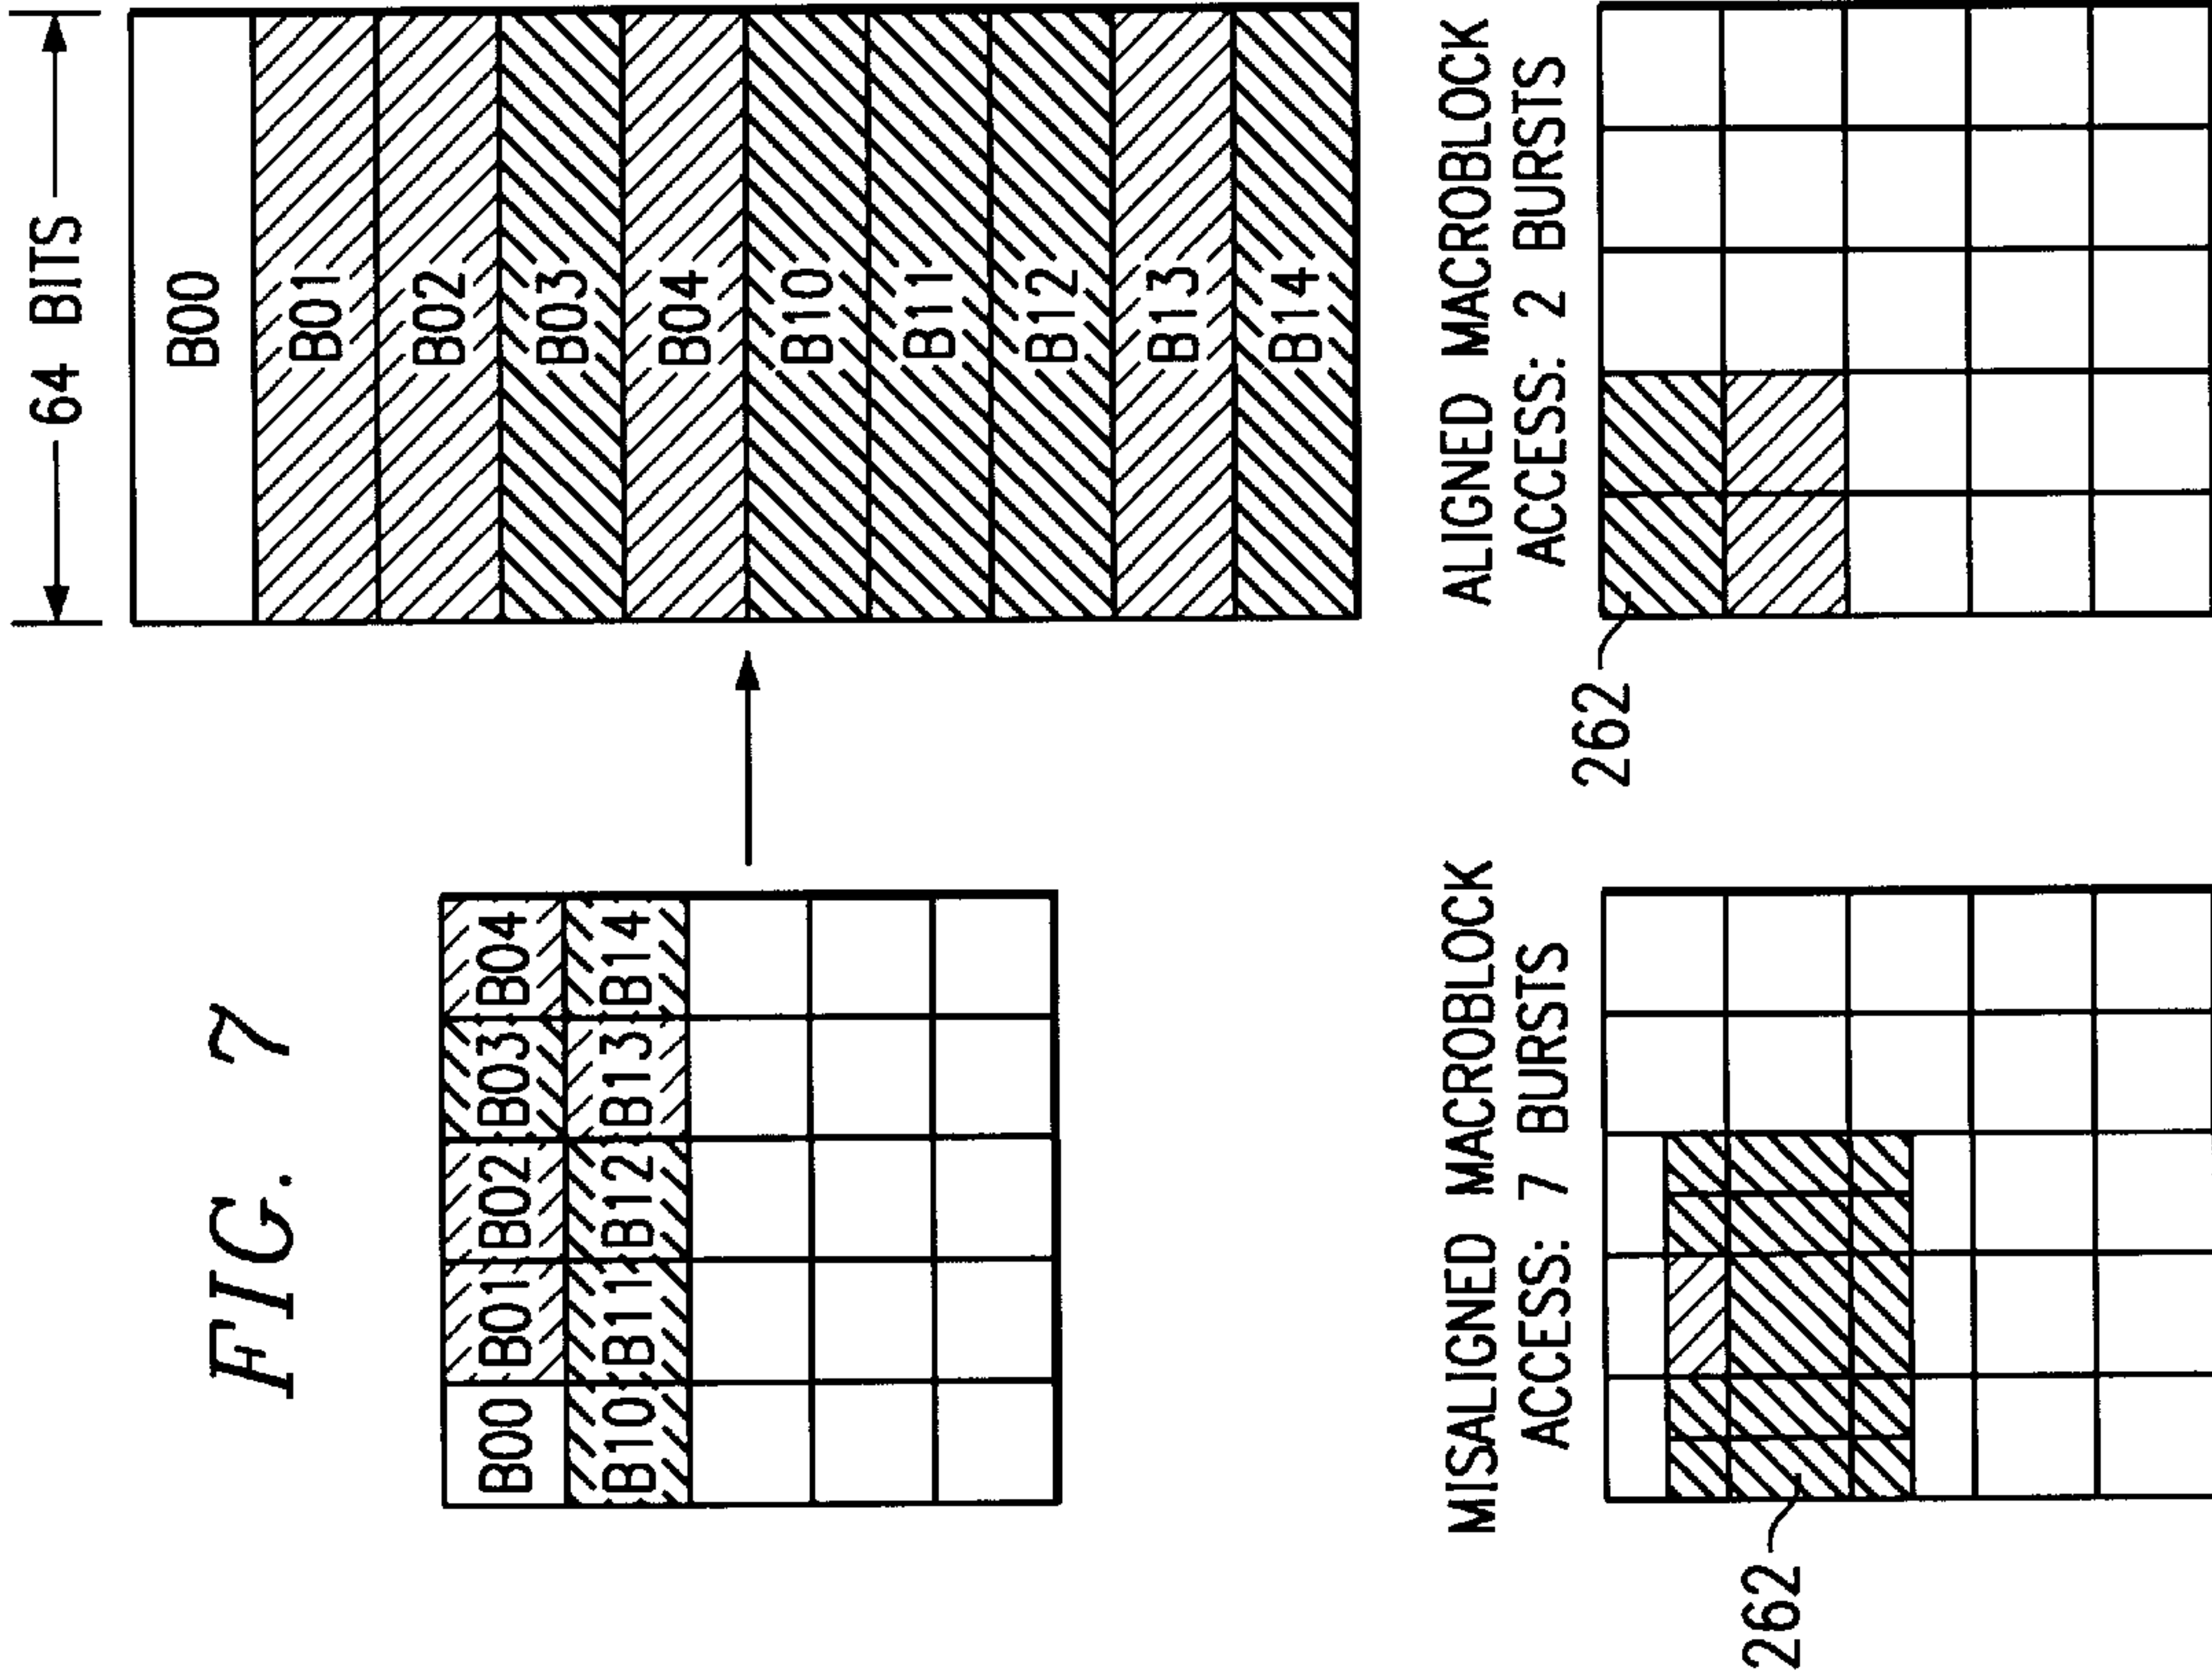 FIG. 7
B00 B01 B02 B03 B04
B10 B11 B12 B13 B14
64 BITS
B00
B01
B02
B03
B04
B10
B11
B12
B13
B14
MISALIGNED MACROBLOCK
ACCESS: 7 BURSTS
262
ALIGNED MACROBLOCK
ACCESS: 2 BURSTS
262